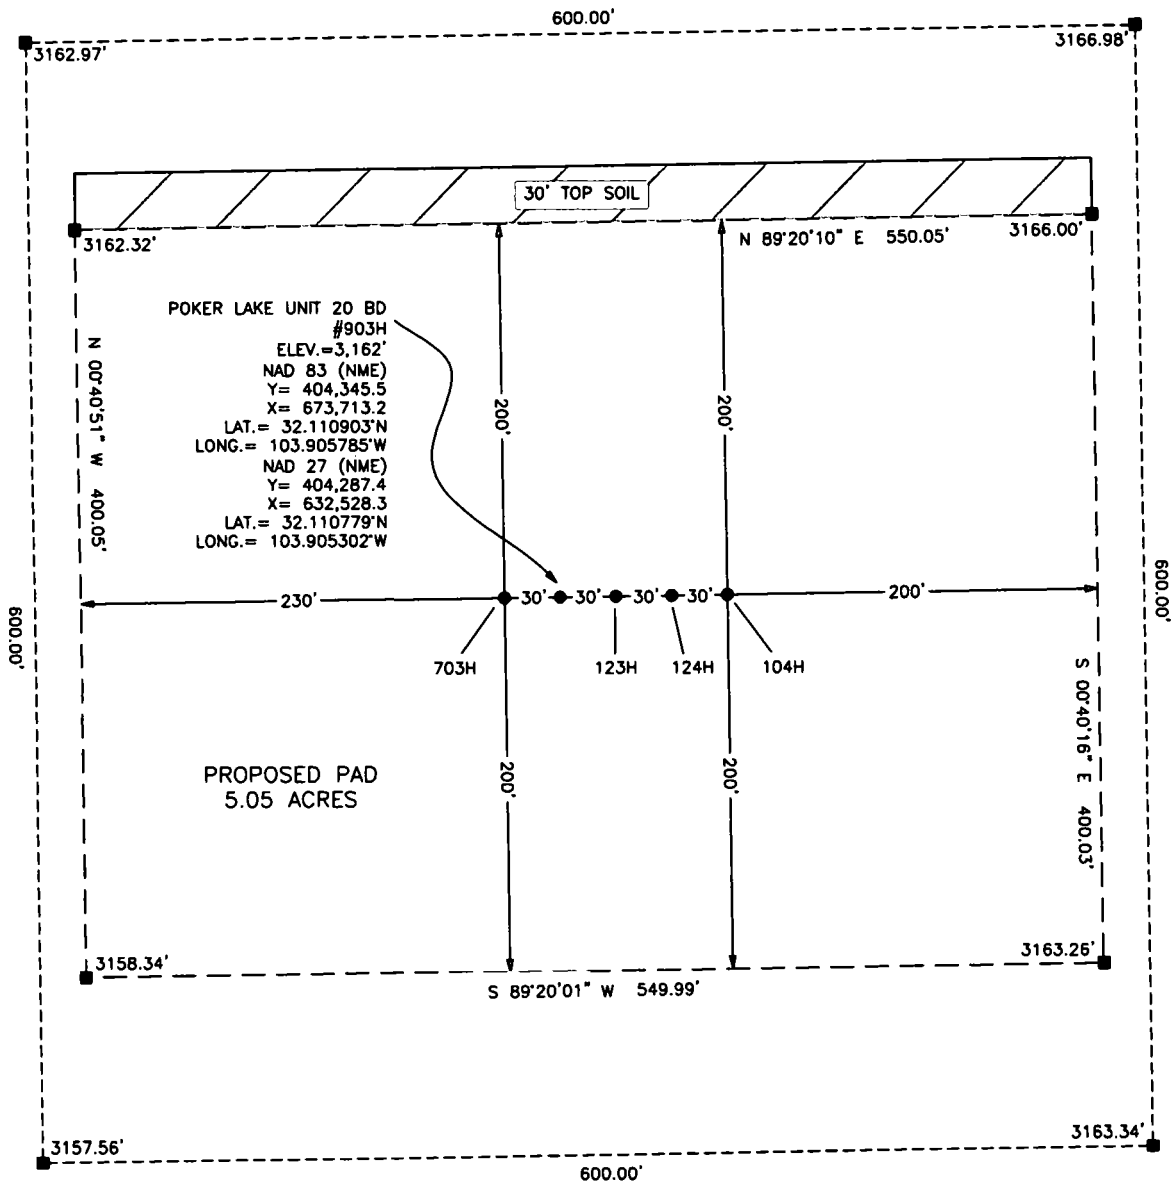 600.00'
3162.97'
3166.98'
30' TOP SOIL
3162.32'
N 89°20'10" E 550.05'
3166.00'
POKER LAKE UNIT 20 BD
#903H
ELEV.=3,162'
NAD 83 (NME)
Y= 404,345.5
X= 673,713.2
LAT.= 32.110903°N
LONG.= 103.905785°W
NAD 27 (NME)
Y= 404,287.4
X= 632,528.3
LAT.= 32.110779°N
LONG.= 103.905302°W
N 00°40'51" W 400.05'
200'
200'
600.00'
230'
30'
30'
30'
30'
200'
600.00'
703H
123H
124H
104H
S 00°40'16" E 400.03'
PROPOSED PAD
5.05 ACRES
200'
200'
3158.34'
3163.26'
S 89°20'01" W 549.99'
3157.56'
3163.34'
600.00'